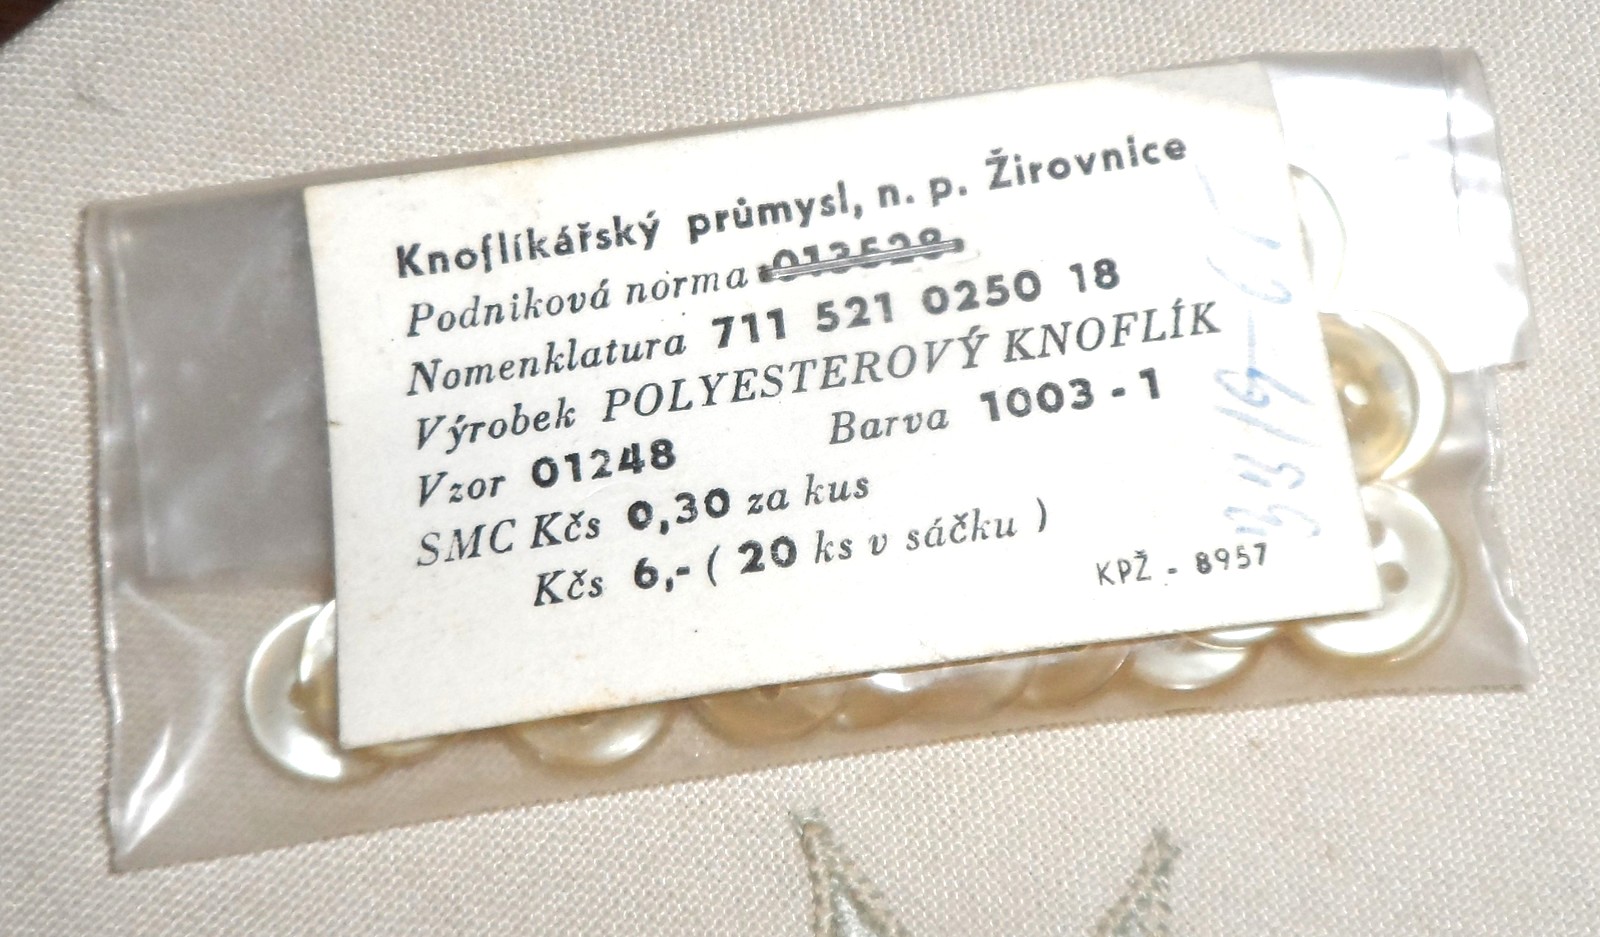 Knoflíkářský průmysl, n. p. Žirovnice
Podniková norma 013528
Nomenklatura 711 521 0250 18
Výrobek POLYESTEROVÝ KNOFLÍK
Vzor 01248 Barva 1003 - 1
SMC Kčs 0,30 za kus
Kčs 6,- ( 20 ks v sáčku )
KPŽ - 8957